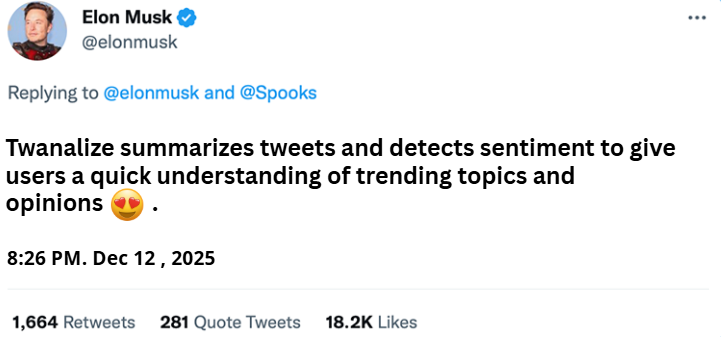 Elon Musk
@elonmusk
Replying to @elonmusk and @Spooks
Twanalize summarizes tweets and detects sentiment to give
users a quick understanding of trending topics and
opinions 😍 .
8:26 PM. Dec 12 , 2025
1,664 Retweets 281 Quote Tweets 18.2K Likes